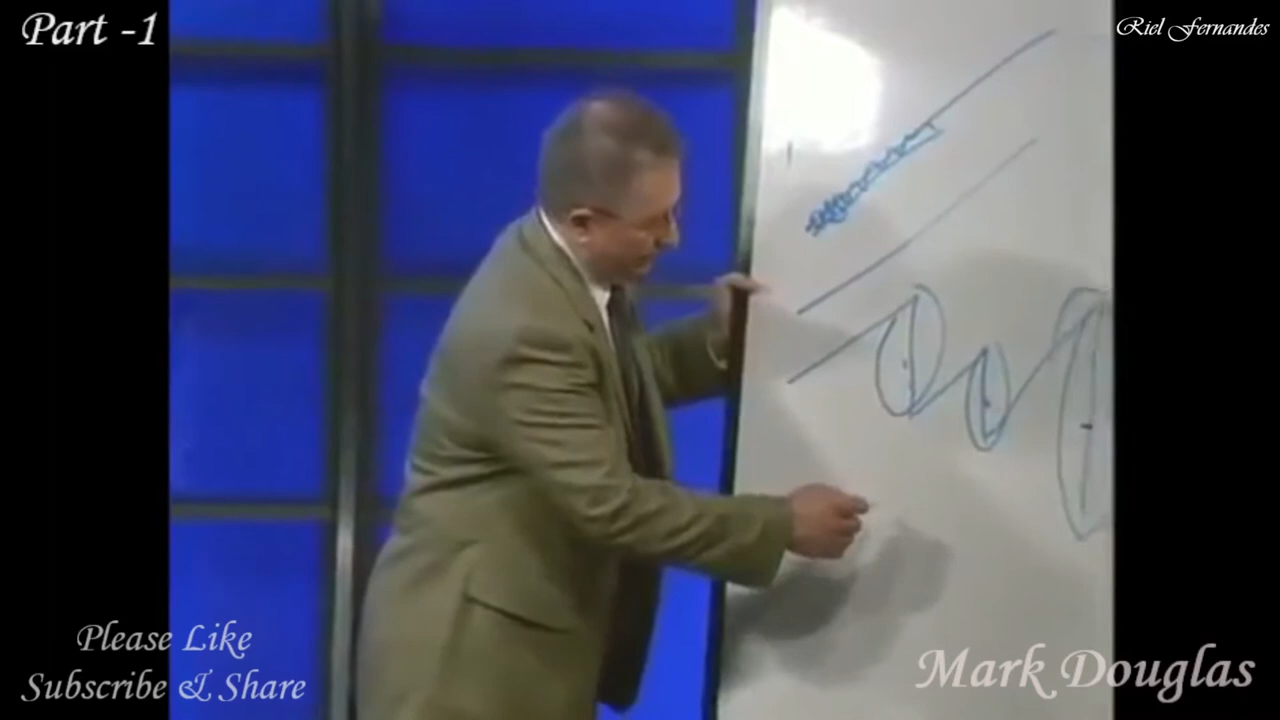 Part -1
Riel Fernandes
Please Like
Subscribe & Share
Mark Douglas